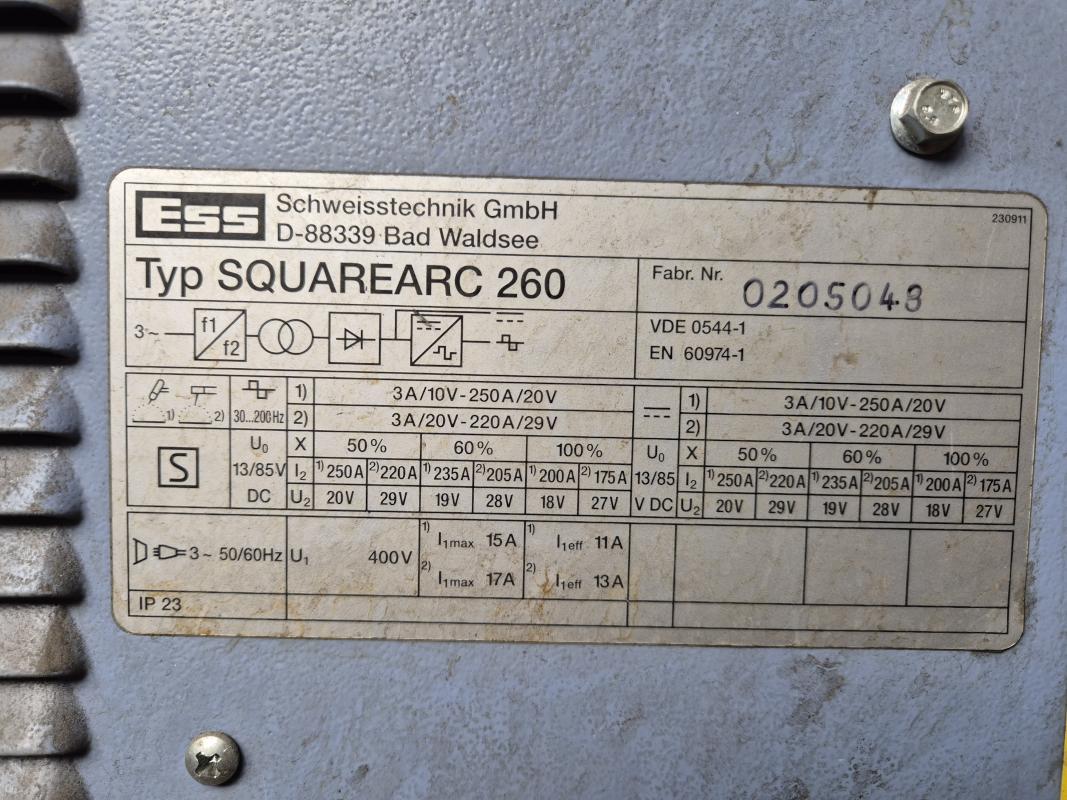 ESS Schweisstechnik GmbH
D-88339 Bad Waldsee
230911
Typ SQUAREARC 260
Fabr. Nr. 0205048
3~ f1 f2
VDE 0544-1
EN 60974-1
1) 3A/10V-250A/20V 1) 3A/10V-250A/20V
1) 2) 30...200Hz 2) 3A/20V-220A/29V 2) 3A/20V-220A/29V
U0 X 50% 60% 100% U0 X 50% 60% 100%
S 13/85V I2 1) 250A 2) 220A 1) 235A 2) 205A 1) 200A 2) 175A 13/85 I2 1) 250A 2) 220A 1) 235A 2) 205A 1) 200A 2) 175A
DC U2 20V 29V 19V 28V 18V 27V V DC U2 20V 29V 19V 28V 18V 27V
1) I1max 15A 1) I1eff 11A
3~ 50/60Hz U1 400V
2) I1max 17A 2) I1eff 13A
IP 23